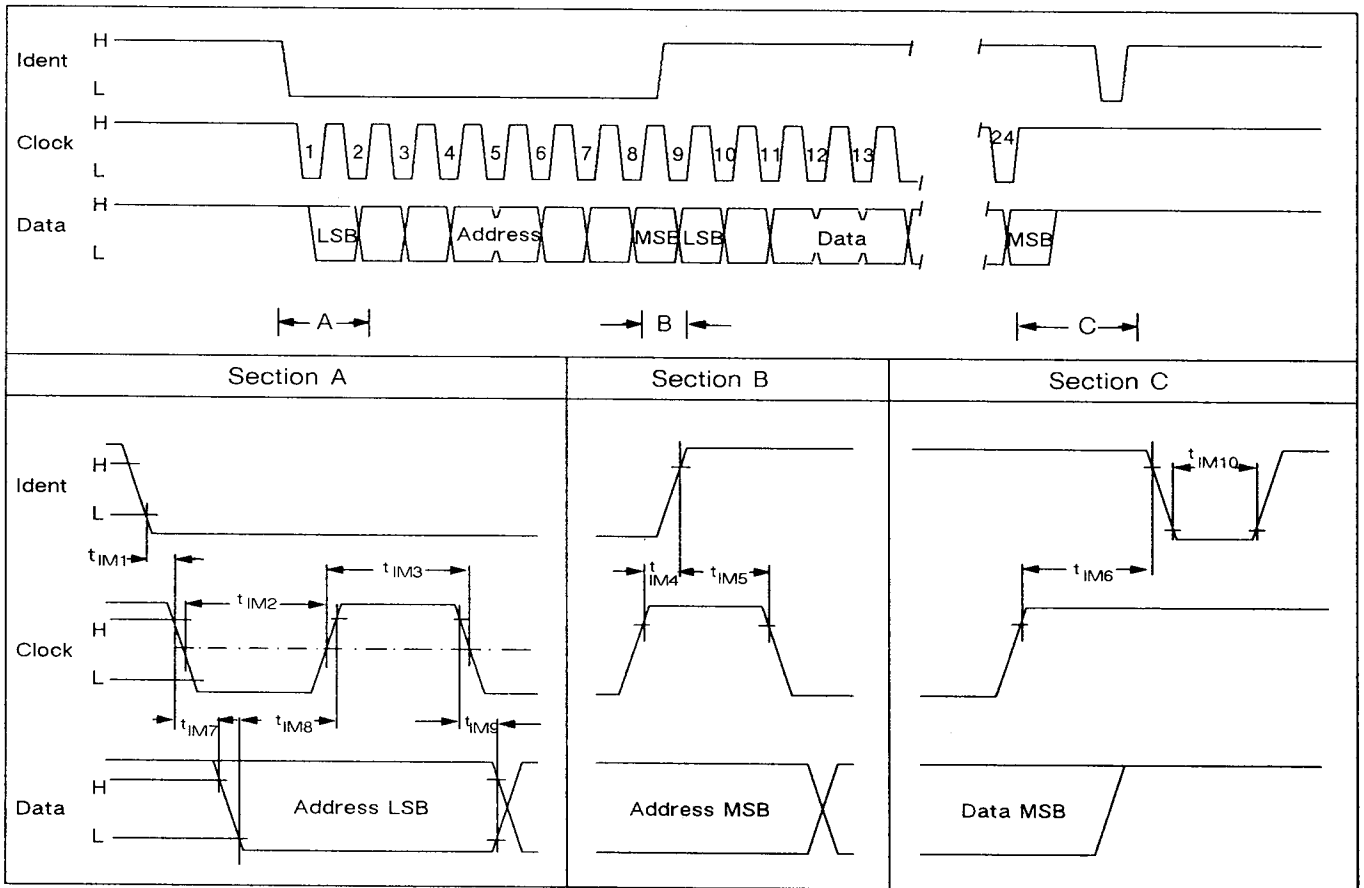 H
Ident
L
H
Clock
L
1 2 3 4 5 6 7 8 9 10 11 12 13 24
H
Data
L
LSB Address MSB LSB Data MSB
A B C
Section A Section B Section C
H
Ident
L
tIM10
tIM1 tIM3 tIM4 tIM5 tIM6
tIM2
H
Clock
L
tIM7 tIM8 tIM9
H
Data
L
Address LSB Address MSB Data MSB